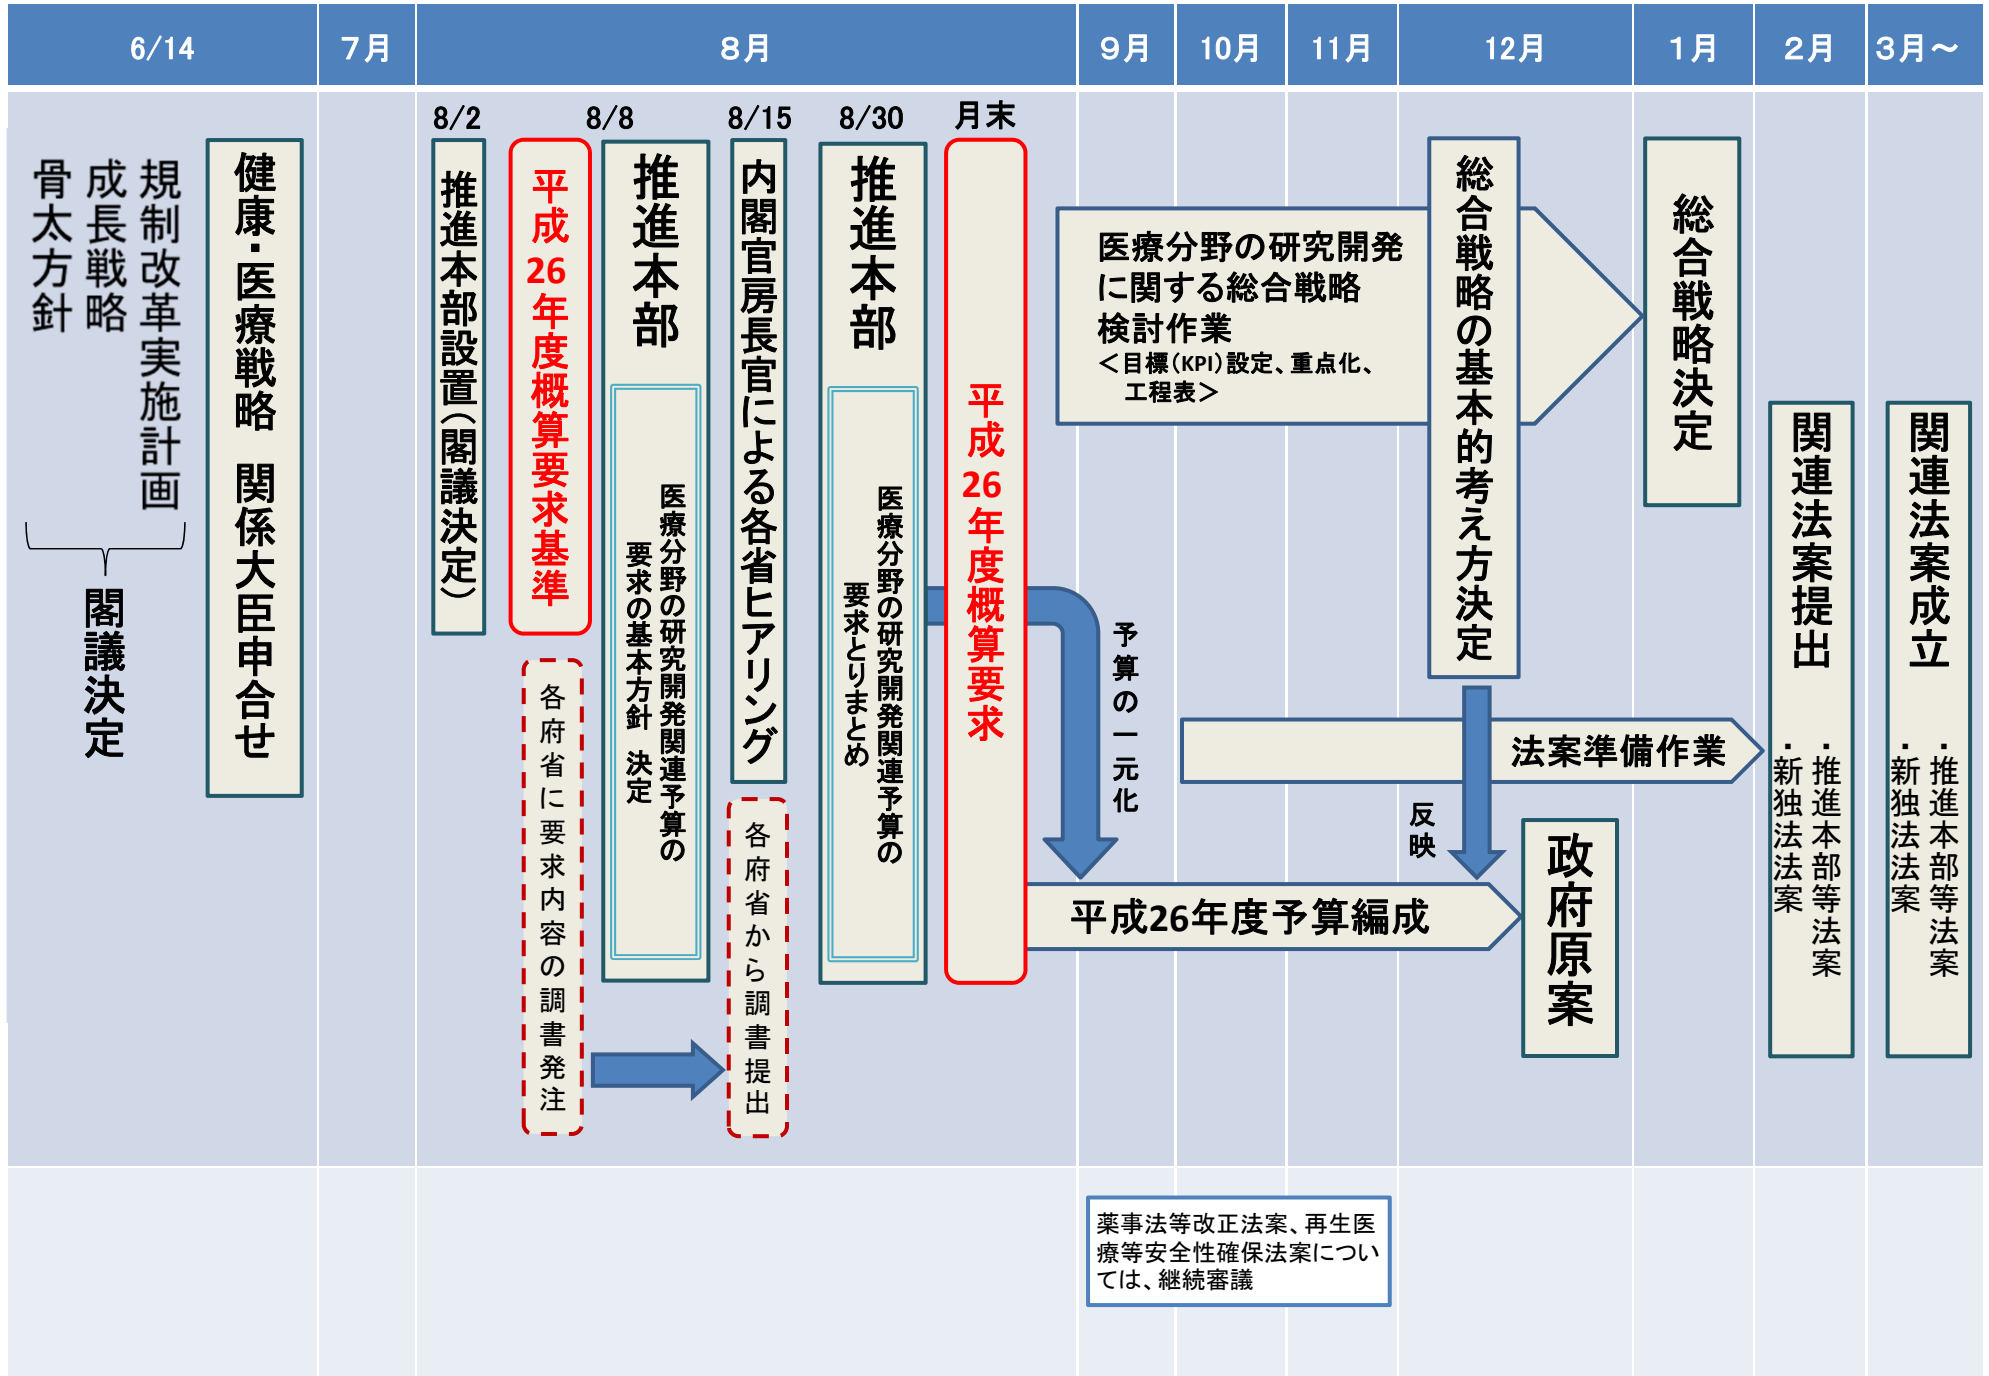 6/14
7月
8月
9月
10月
11月
12月
1月
2月
3月～
規制改革実施計画
成長戦略
骨太方針
閣議決定
健康・医療戦略　関係大臣申合せ
8/2
推進本部設置（閣議決定）
平成26年度概算要求基準
各府省に要求内容の調書発注
8/8
推進本部
医療分野の研究開発関連予算の
要求の基本方針　決定
8/15
内閣官房長官による各省ヒアリング
各府省から調書提出
8/30
推進本部
医療分野の研究開発関連予算の
要求とりまとめ
月末
平成26年度概算要求
予算の一元化
医療分野の研究開発
に関する総合戦略
検討作業
＜目標（KPI）設定、重点化、
工程表＞
総合戦略の基本的考え方決定
総合戦略決定
法案準備作業
反映
平成26年度予算編成
政府原案
関連法案提出
・推進本部等法案
・新独法法案
関連法案成立
・推進本部等法案
・新独法法案
薬事法等改正法案、再生医
療等安全性確保法案につい
ては、継続審議